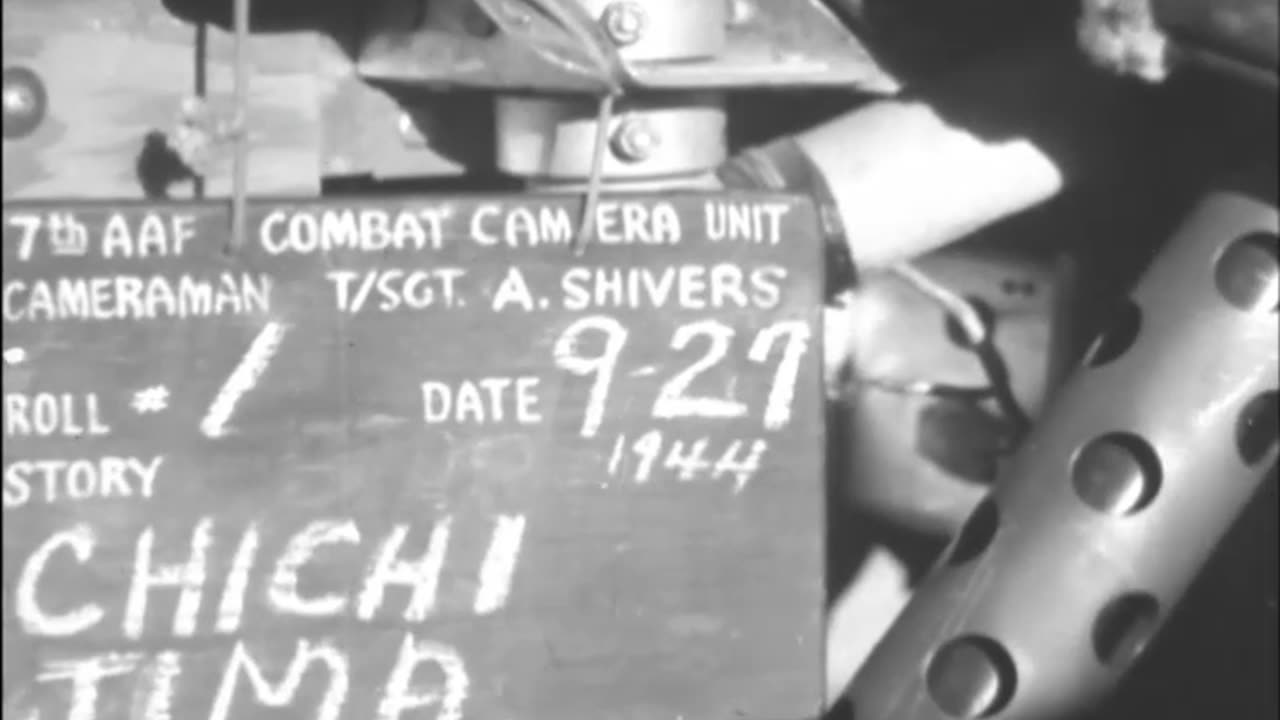 7th AAF COMBAT CAMERA UNIT
CAMERAMAN T/SGT. A. SHIVERS
ROLL # 1 DATE 9-27
1944
STORY
CHICHI
JIMA